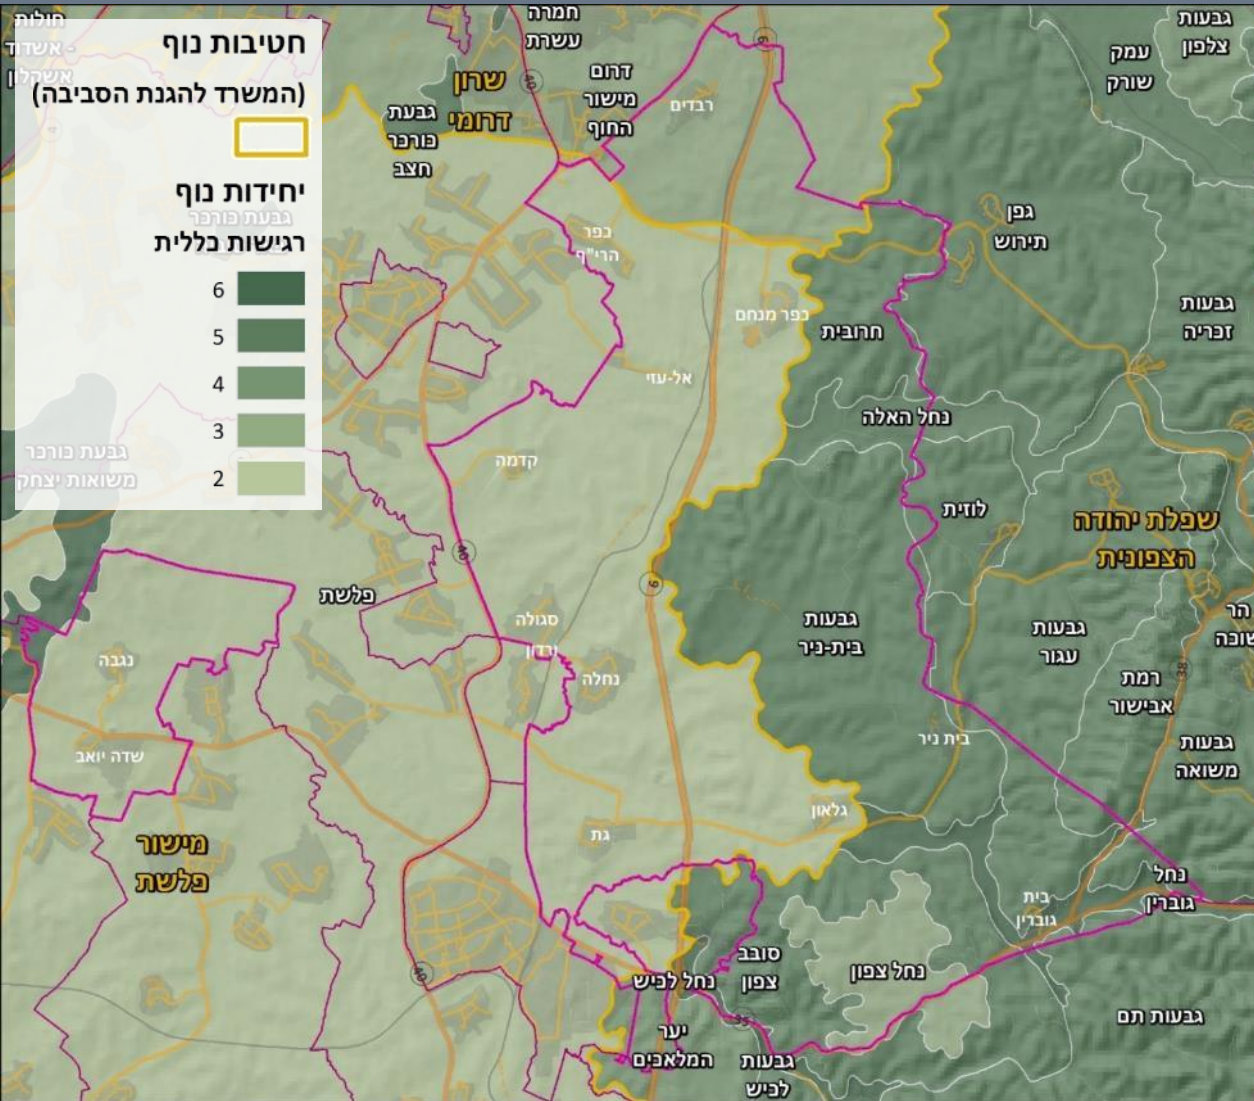 חטיבות נוף
(המשרד להגנת הסביבה)
יחידות נוף
רגישות כללית
6
5
4
3
2
חולות
אשדוד -
אשקלון
4
גבעת כורכר
גבעת כורכר
משואות יצחק
חמרה
עשרת
שרון
דרומי
40
דרום
מישור
החוף
גבעת
כורכר
חצב
רבדים
6
עמק
שורק
גבעות
צלפון
גפן
תירוש
כפר
הרי"ף
כפר מנחם
חרובית
גבעות
זכריה
אל-עזי
נחל האלה
קדמה
לוזית
שפלת יהודה
הצפונית
40
6
פלשת
סגולה
ורדון
נחלה
גבעות
בית-ניר
גבעות
עגור
הר
רמת
אבישור
38
נגבה
שדה יואב
בית ניר
גבעות
משואה
גלאון
גת
מישור
פלשת
נחל
גוברין
בית
גוברין
40
סובב
צפון
נחל צפון
נחל לכיש
35
יער
המלאכים
גבעות
לכיש
גבעות תם